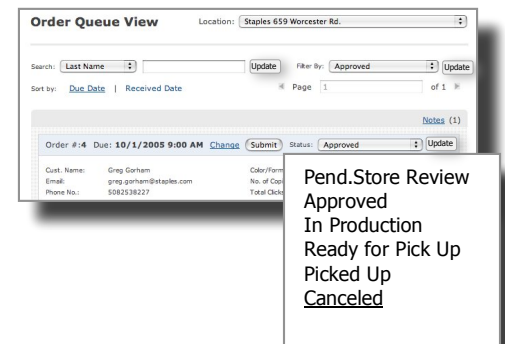 Order Queue View Location: Staples 659 Worcester Rd.
Search: Last Name Update Filter By: Approved Update
Sort by: Due Date | Received Date Page 1 of 1
Notes (1)
Order #:4 Due: 10/1/2005 9:00 AM Change Submit Status: Approved Update
Cust. Name: Greg Gorham Color/Form
Email: greg.gorham@staples.com No. of Copi
Phone No.: 5082538227 Total Clicks
Pend.Store Review
Approved
In Production
Ready for Pick Up
Picked Up
Canceled